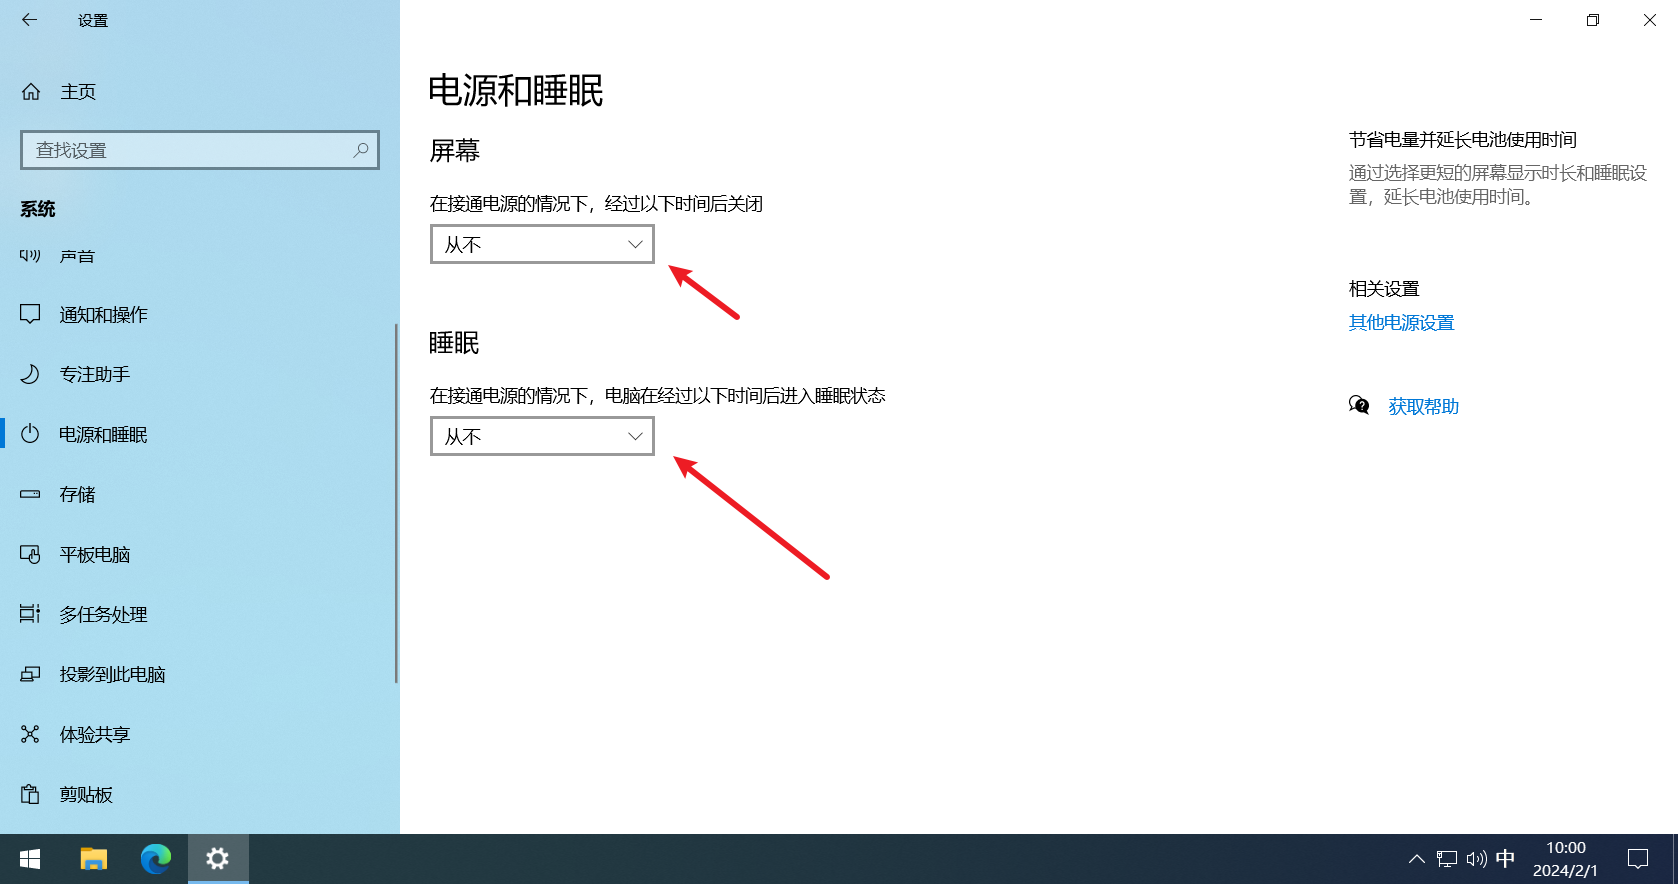 设置
主页
查找设置
系统
声音
通知和操作
专注助手
电源和睡眠
存储
平板电脑
多任务处理
投影到此电脑
体验共享
剪贴板
电源和睡眠
屏幕
在接通电源的情况下，经过以下时间后关闭
从不
睡眠
在接通电源的情况下，电脑在经过以下时间后进入睡眠状态
从不
节省电量并延长电池使用时间
通过选择更短的屏幕显示时长和睡眠设
置，延长电池使用时间。
相关设置
其他电源设置
获取帮助
中
10:00
2024/2/1